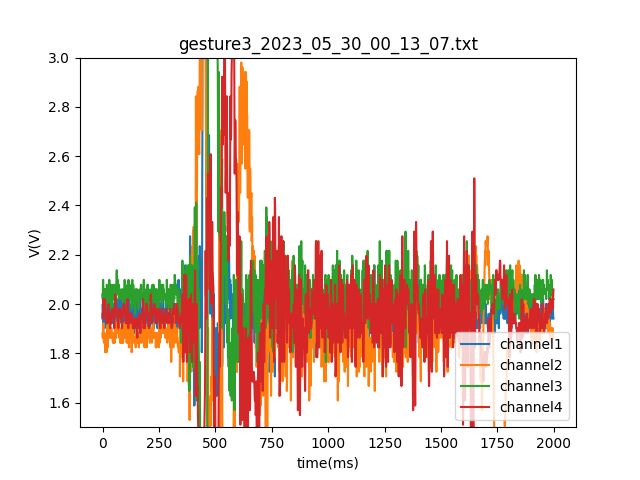 gesture3_2023_05_30_00_13_07.txt
3.0
2.8
2.6
2.4
2.2
2.0
1.8
1.6
V(V)
channel1
channel2
channel3
channel4
0 250 500 750 1000 1250 1500 1750 2000
time(ms)